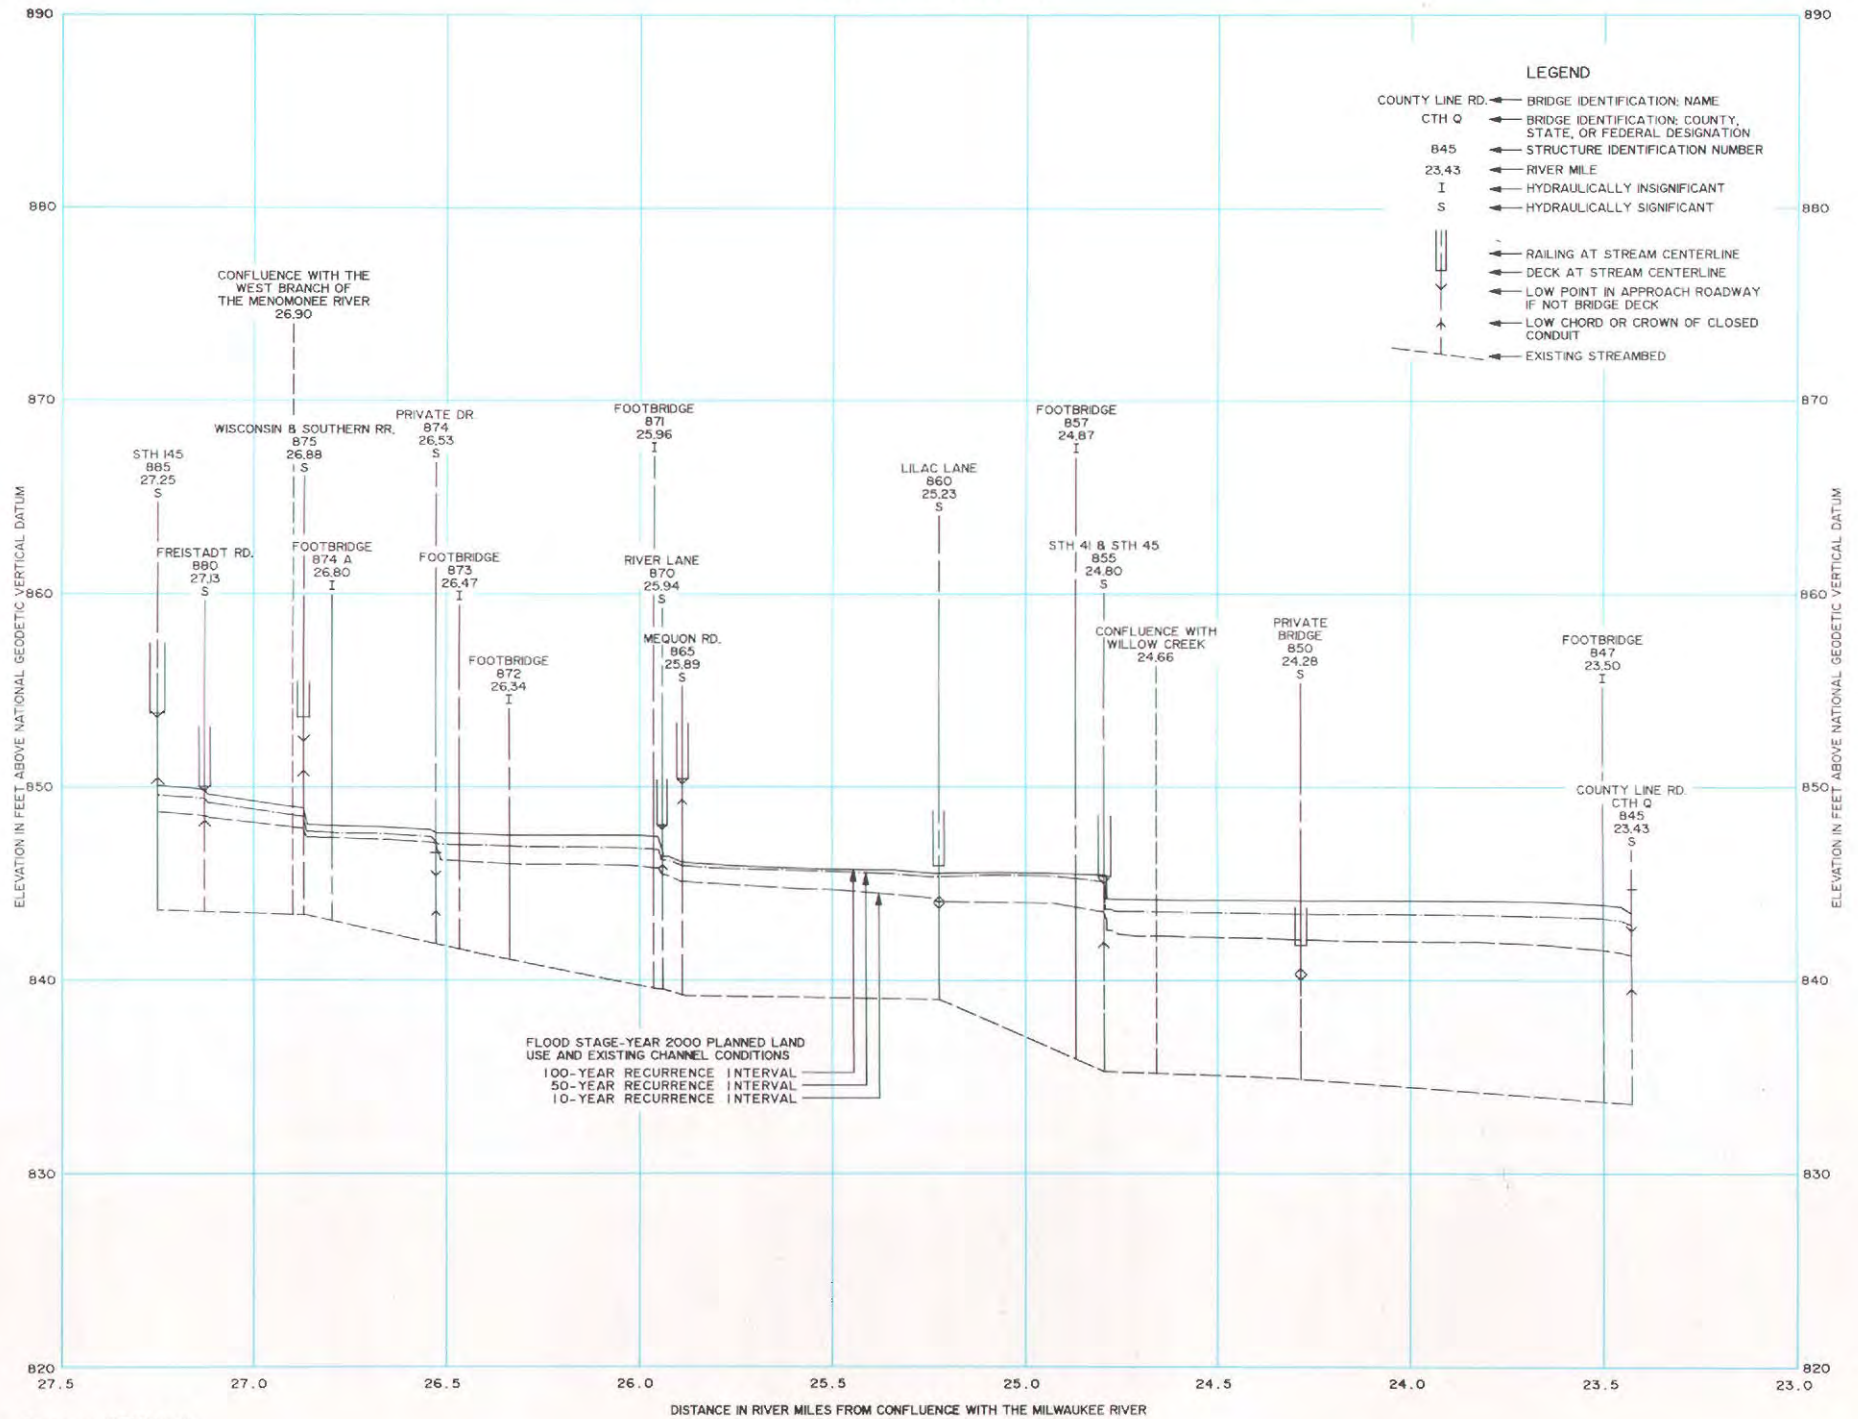 890
890
LEGEND
COUNTY LINE RD.
BRIDGE IDENTIFICATION: NAME
CTH Q
BRIDGE IDENTIFICATION: COUNTY,
STATE, OR FEDERAL DESIGNATION
845
STRUCTURE IDENTIFICATION NUMBER
23.43
RIVER MILE
I
HYDRAULICALLY INSIGNIFICANT
S
HYDRAULICALLY SIGNIFICANT
RAILING AT STREAM CENTERLINE
DECK AT STREAM CENTERLINE
LOW POINT IN APPROACH ROADWAY
IF NOT BRIDGE DECK
LOW CHORD OR CROWN OF CLOSED
CONDUIT
EXISTING STREAMBED
880
880
CONFLUENCE WITH THE
WEST BRANCH OF
THE MENOMONEE RIVER
26.90
870
870
STH 145
885
27.25
S
FREISTADT RD.
880
27.13
S
WISCONSIN & SOUTHERN RR.
875
26.88
S
FOOTBRIDGE
874 A
26.80
I
PRIVATE DR.
874
26.53
S
FOOTBRIDGE
873
26.47
I
FOOTBRIDGE
872
26.34
I
FOOTBRIDGE
871
25.96
I
RIVER LANE
870
25.94
S
MEQUON RD.
865
25.89
S
LILAC LANE
860
25.23
S
FOOTBRIDGE
857
24.87
I
STH 41 & STH 45
855
24.80
S
CONFLUENCE WITH
WILLOW CREEK
24.66
PRIVATE
BRIDGE
850
24.28
S
FOOTBRIDGE
847
23.50
I
COUNTY LINE RD.
CTH Q
845
23.43
S
860
860
850
850
840
840
FLOOD STAGE-YEAR 2000 PLANNED LAND
USE AND EXISTING CHANNEL CONDITIONS
100-YEAR RECURRENCE INTERVAL
50-YEAR RECURRENCE INTERVAL
10-YEAR RECURRENCE INTERVAL
830
830
820
820
ELEVATION IN FEET ABOVE NATIONAL GEODETIC VERTICAL DATUM
ELEVATION IN FEET ABOVE NATIONAL GEODETIC VERTICAL DATUM
27.5 27.0 26.5 26.0 25.5 25.0 24.5 24.0 23.5 23.0
DISTANCE IN RIVER MILES FROM CONFLUENCE WITH THE MILWAUKEE RIVER